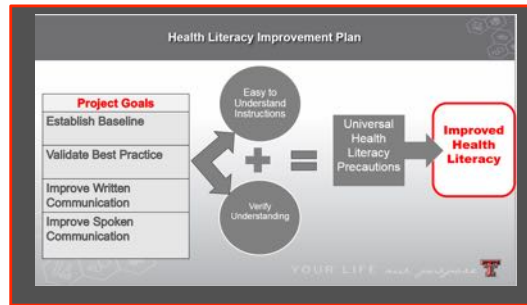 Health Literacy Improvement Plan
Project Goals
Establish Baseline
Validate Best Practice
Improve Written
Communication
Improve Spoken
Communication
Easy to
Understand
Instructions
Verify
Understanding
Universal
Health
Literacy
Precautions
Improved
Health
Literacy
YOUR LIFE